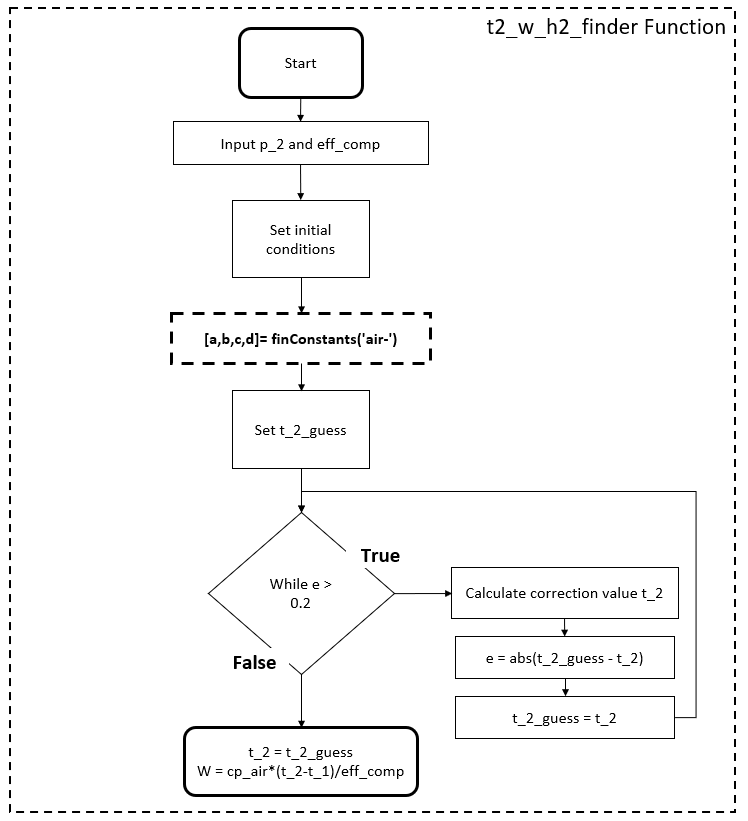 t2_w_h2_finder Function
Start
Input p_2 and eff_comp
Set initial
conditions
[a,b,c,d]= finConstants('air-')
Set t_2_guess
While e >
0.2
True
Calculate correction value t_2
e = abs(t_2_guess - t_2)
t_2_guess = t_2
False
t_2 = t_2_guess
W = cp_air*(t_2-t_1)/eff_comp